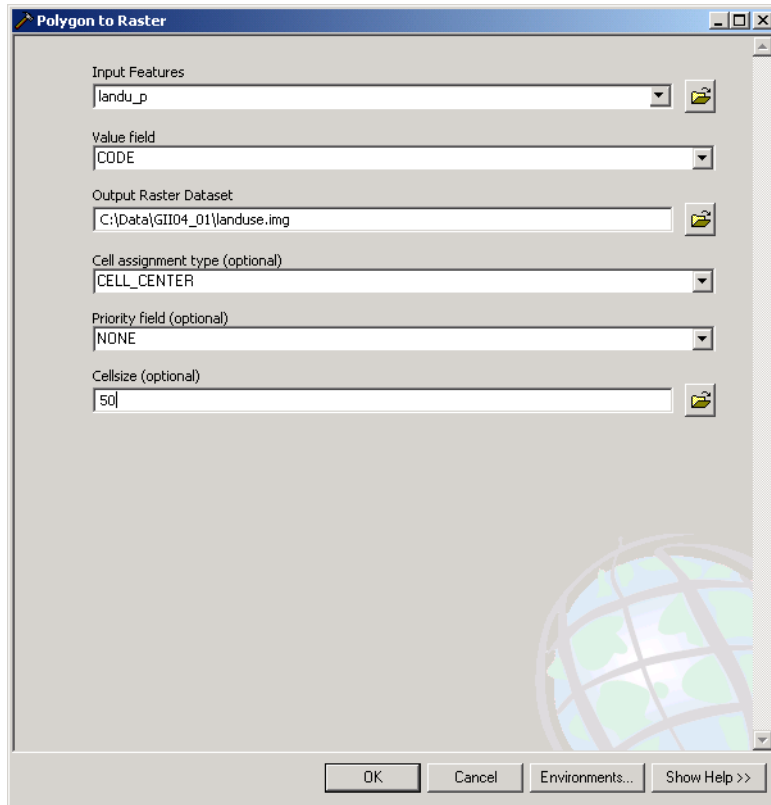 Polygon to Raster
Input Features
landu_p
Value field
CODE
Output Raster Dataset
C:\Data\GII04_01\landuse.img
Cell assignment type (optional)
CELL_CENTER
Priority field (optional)
NONE
Cellsize (optional)
50
OK Cancel Environments... Show Help >>